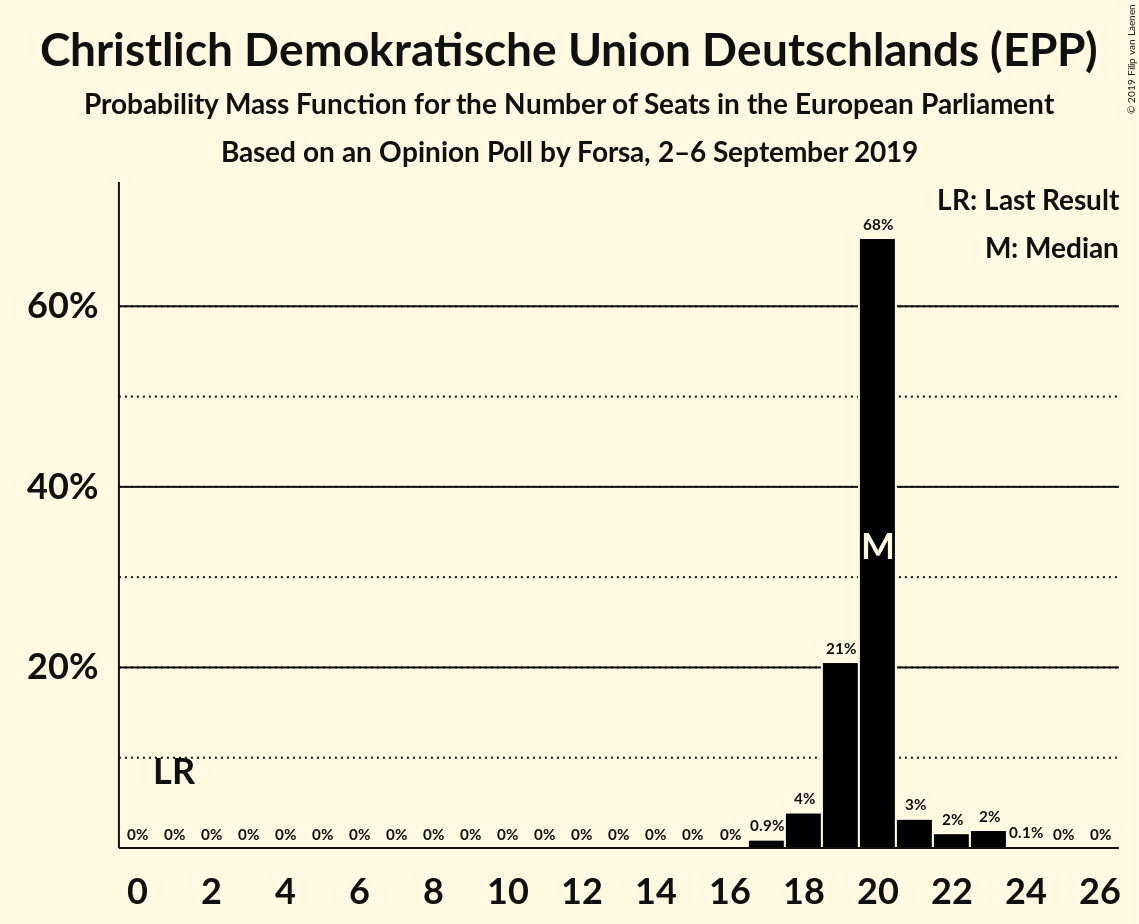 Christlich Demokratische Union Deutschlands (EPP)
Probability Mass Function for the Number of Seats in the European Parliament
Based on an Opinion Poll by Forsa, 2–6 September 2019
© 2019 Filip van Laenen
LR: Last Result
M: Median
68%
60%
40%
M
21%
20%
LR
0% 0% 0% 0% 0% 0% 0% 0% 0% 0% 0% 0% 0% 0% 0% 0% 0% 0.9% 4% 3% 2% 2% 0.1% 0% 0%
0 2 4 6 8 10 12 14 16 18 20 22 24 26